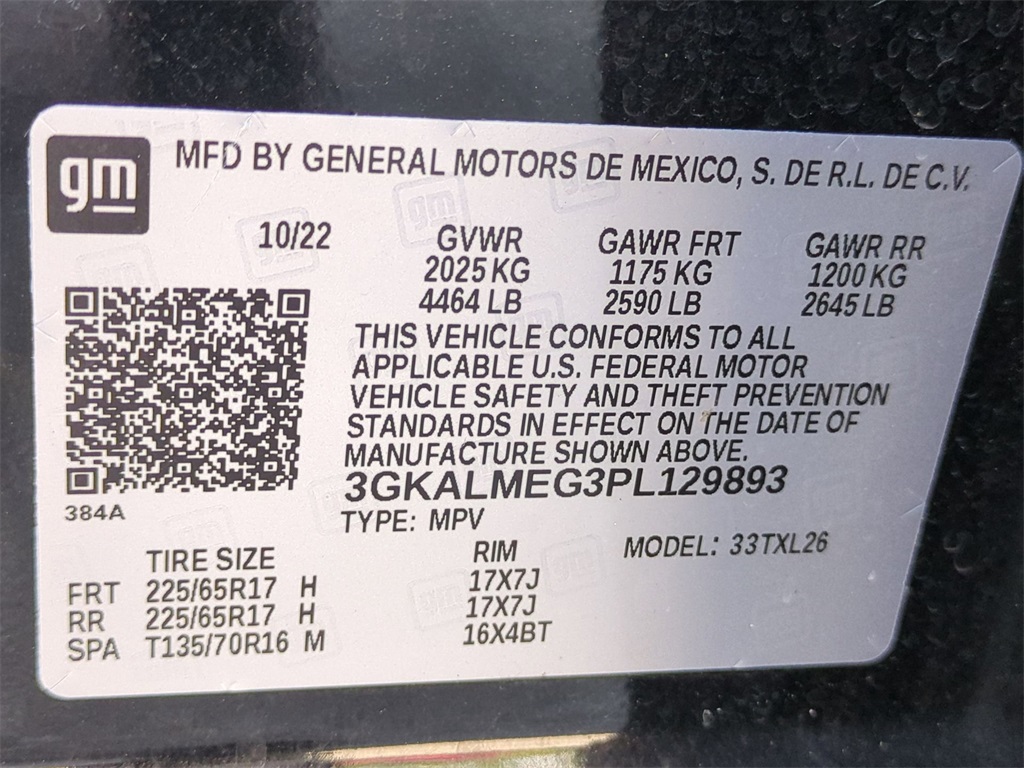 gm
MFD BY GENERAL MOTORS DE MEXICO, S. DE R.L. DE C.V.
10/22 GVWR GAWR FRT GAWR RR
2025 KG 1175 KG 1200 KG
4464 LB 2590 LB 2645 LB
THIS VEHICLE CONFORMS TO ALL
APPLICABLE U.S. FEDERAL MOTOR
VEHICLE SAFETY AND THEFT PREVENTION
STANDARDS IN EFFECT ON THE DATE OF
MANUFACTURE SHOWN ABOVE.
3GKALMEG3PL129893
384A
TYPE: MPV
TIRE SIZE RIM MODEL: 33TXL26
FRT 225/65R17 H 17X7J
RR 225/65R17 H 17X7J
SPA T135/70R16 M 16X4BT